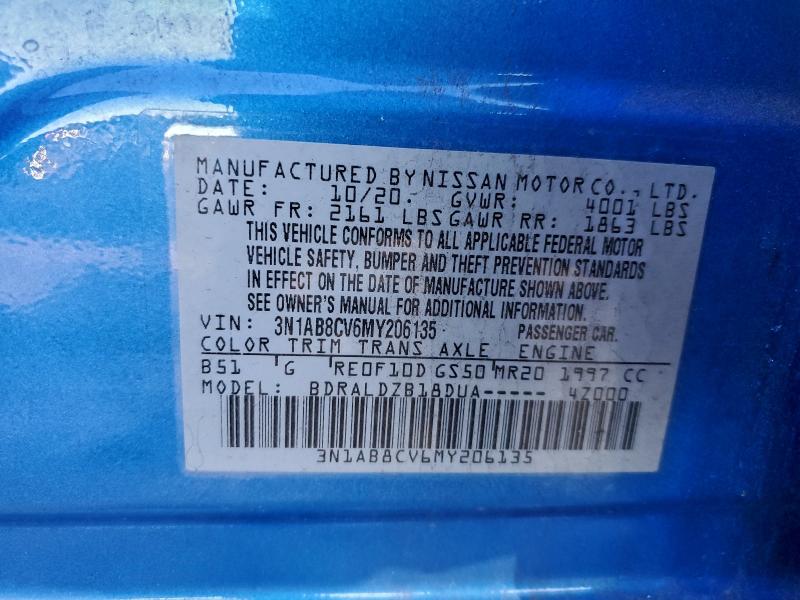 MANUFACTURED BY NISSAN MOTOR CO., LTD.
DATE: 10/20. GVWR: 4001 LBS
GAWR FR: 2161 LBS GAWR RR: 1863 LBS
THIS VEHICLE CONFORMS TO ALL APPLICABLE FEDERAL MOTOR
VEHICLE SAFETY, BUMPER AND THEFT PREVENTION STANDARDS
IN EFFECT ON THE DATE OF MANUFACTURE SHOWN ABOVE.
SEE OWNER'S MANUAL FOR ADDITIONAL INFORMATION.
VIN: 3N1AB8CV6MY206135 PASSENGER CAR.
COLOR TRIM TRANS AXLE ENGINE
B51 'G 'RE0F10D GS50'MR20 1997 CC
MODEL: BDRALDZB18DUA----- 4Z000
3N1AB8CV6MY206135